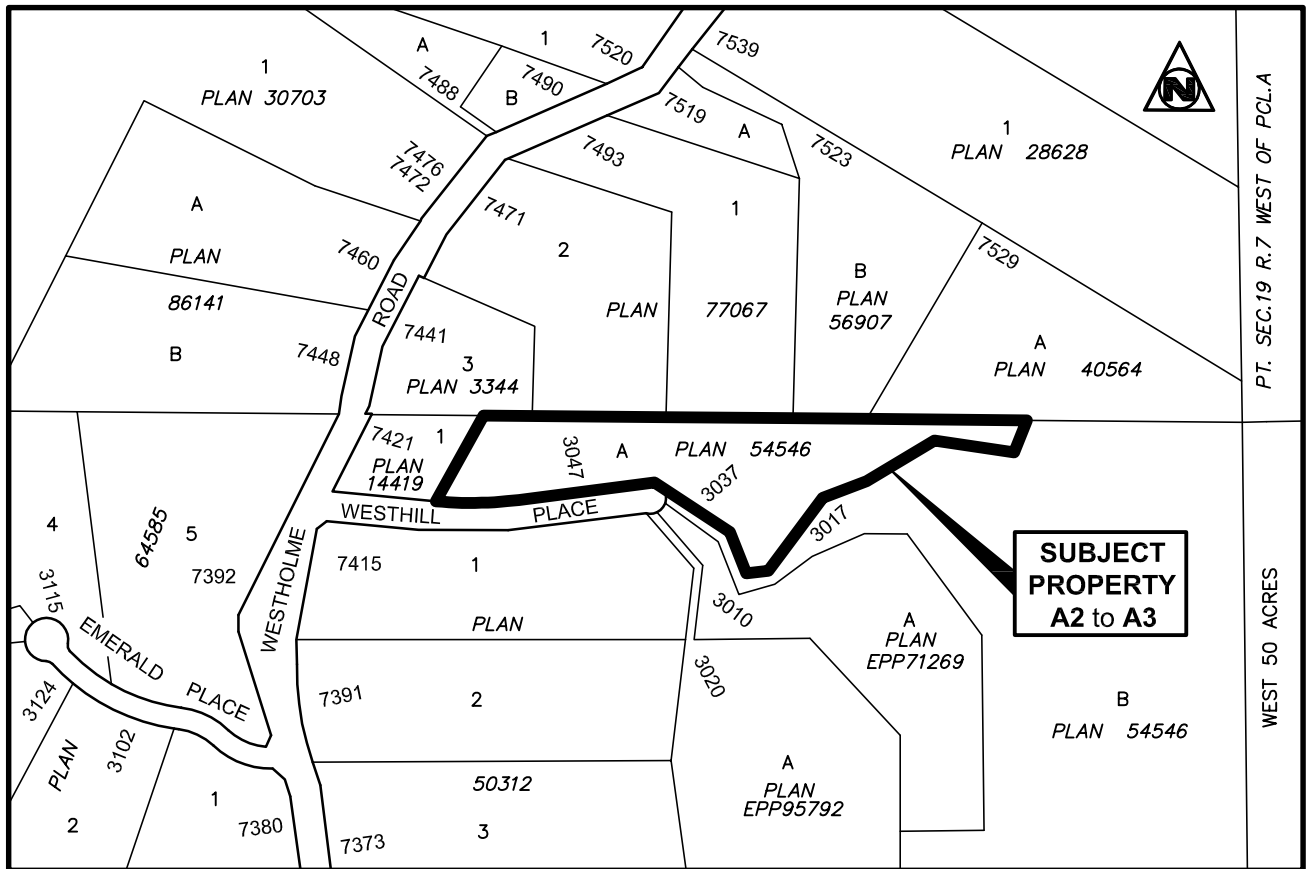 1
PLAN 30703
A
7488
B
1
7490
7520
7539
N
7476
7472
7519
A
7493
7523
1
PLAN 28628
PT. SEC.19 R.7 WEST OF PCL.A
A
PLAN
86141
B
7460
7448
ROAD
7471
2
1
PLAN 77067
B
PLAN
56907
7529
A
PLAN 40564
7441
3
PLAN 3344
7421
1
PLAN
14419
3047
A PLAN 54546
3037
3017
WESTHILL PLACE
SUBJECT
PROPERTY
A2 to A3
4
64585
5
7392
WESTHOME
7415
1
PLAN
3010
A
PLAN
EPP71269
3115
EMERALD PLACE
3124
PLAN
2
3102
1
7380
7391
2
3020
B
PLAN 54546
WEST 50 ACRES
50312
7373
3
A
PLAN
EPP95792